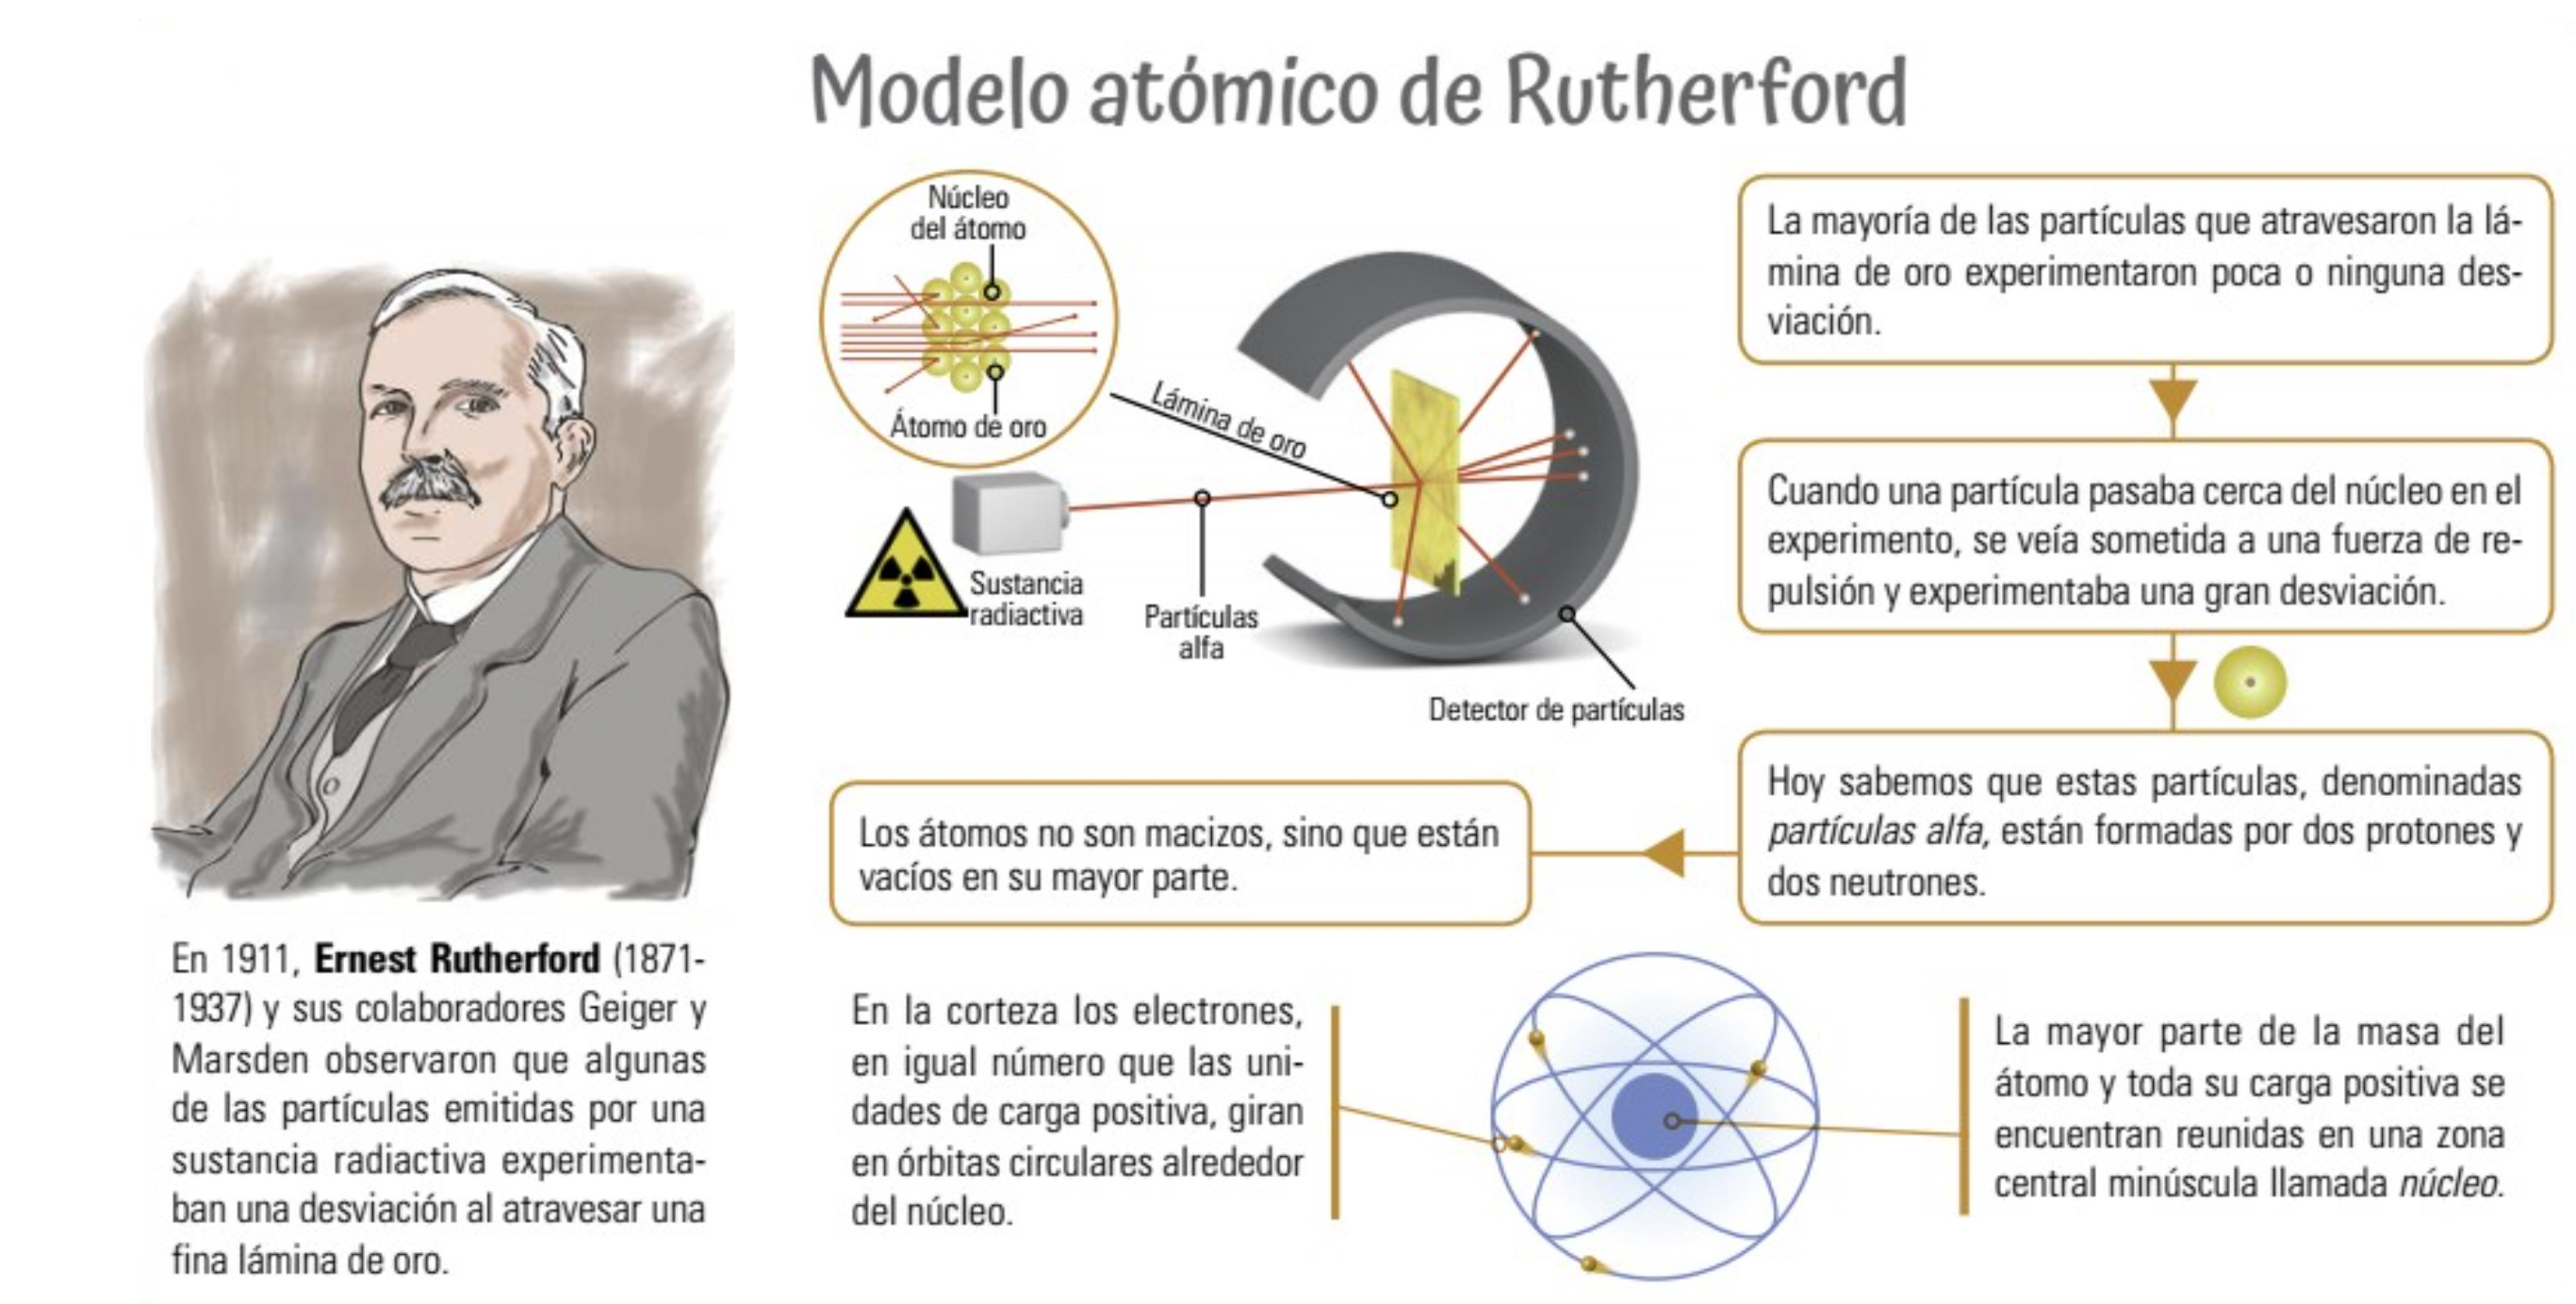 Modelo atómico de Rutherford
En 1911, Ernest Rutherford (1871-
1937) y sus colaboradores Geiger y
Marsden observaron que algunas
de las partículas emitidas por una
sustancia radiactiva experimenta-
ban una desviación al atravesar una
fina lámina de oro.
Núcleo
del átomo
Átomo de oro
Lámina de oro
Sustancia
radiactiva
Partículas
alfa
Detector de partículas
La mayoría de las partículas que atravesaron la lá-
mina de oro experimentaron poca o ninguna des-
viación.
Cuando una partícula pasaba cerca del núcleo en el
experimento, se veía sometida a una fuerza de re-
pulsión y experimentaba una gran desviación.
Hoy sabemos que estas partículas, denominadas
partículas alfa, están formadas por dos protones y
dos neutrones.
Los átomos no son macizos, sino que están
vacíos en su mayor parte.
En la corteza los electrones,
en igual número que las uni-
dades de carga positiva, giran
en órbitas circulares alrededor
del núcleo.
La mayor parte de la masa del
átomo y toda su carga positiva se
encuentran reunidas en una zona
central minúscula llamada núcleo.